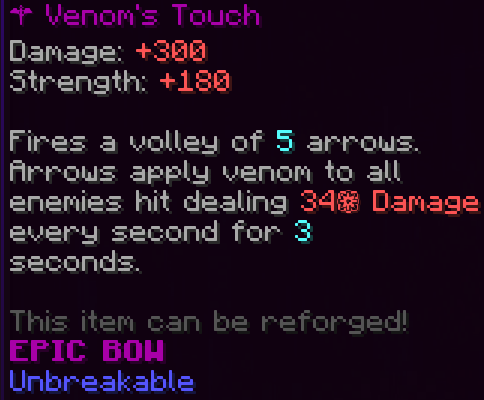 Venom's Touch
Damage: +300
Strength: +180
Fires a volley of 5 arrows.
Arrows apply venom to all
enemies hit dealing 34❁ Damage
every second for 3
seconds.
This item can be reforged!
EPIC BOW
Unbreakable